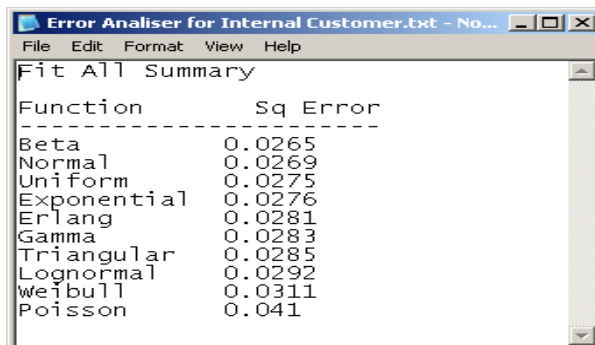 Error Analiser for Internal Customer.txt - No...
File Edit Format View Help
Fit All Summary
Function Sq Error
------------------------
Beta 0.0265
Normal 0.0269
Uniform 0.0275
Exponential 0.0276
Erlang 0.0281
Gamma 0.0283
Triangular 0.0285
Lognormal 0.0292
Weibull 0.0311
Poisson 0.041